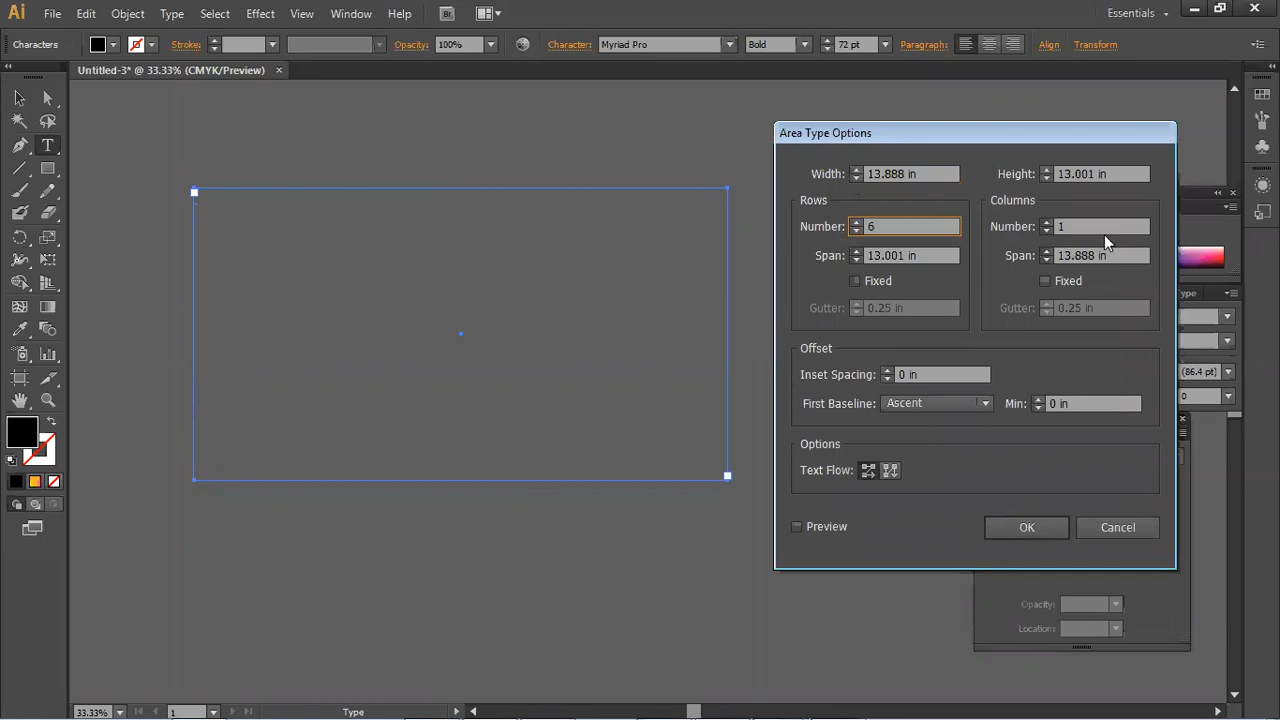 Ai File Edit Object Type Select Effect View Window Help Br Essentials
Characters Stroke: Opacity: 100% Character: Myriad Pro Bold 72 pt Paragraph: Align Transform
Untitled-3* @ 33.33% (CMYK/Preview)
Area Type Options
Width: 13.888 in Height: 13.001 in
Rows Columns
Number: 6 Number: 1
Span: 13.001 in Span: 13.888 in
Fixed Fixed
Gutter: 0.25 in Gutter: 0.25 in
Offset
Inset Spacing: 0 in
First Baseline: Ascent Min: 0 in
Options
Text Flow:
Preview OK Cancel
(86.4 pt)
0
Opacity:
Location:
33.33% 1 Type